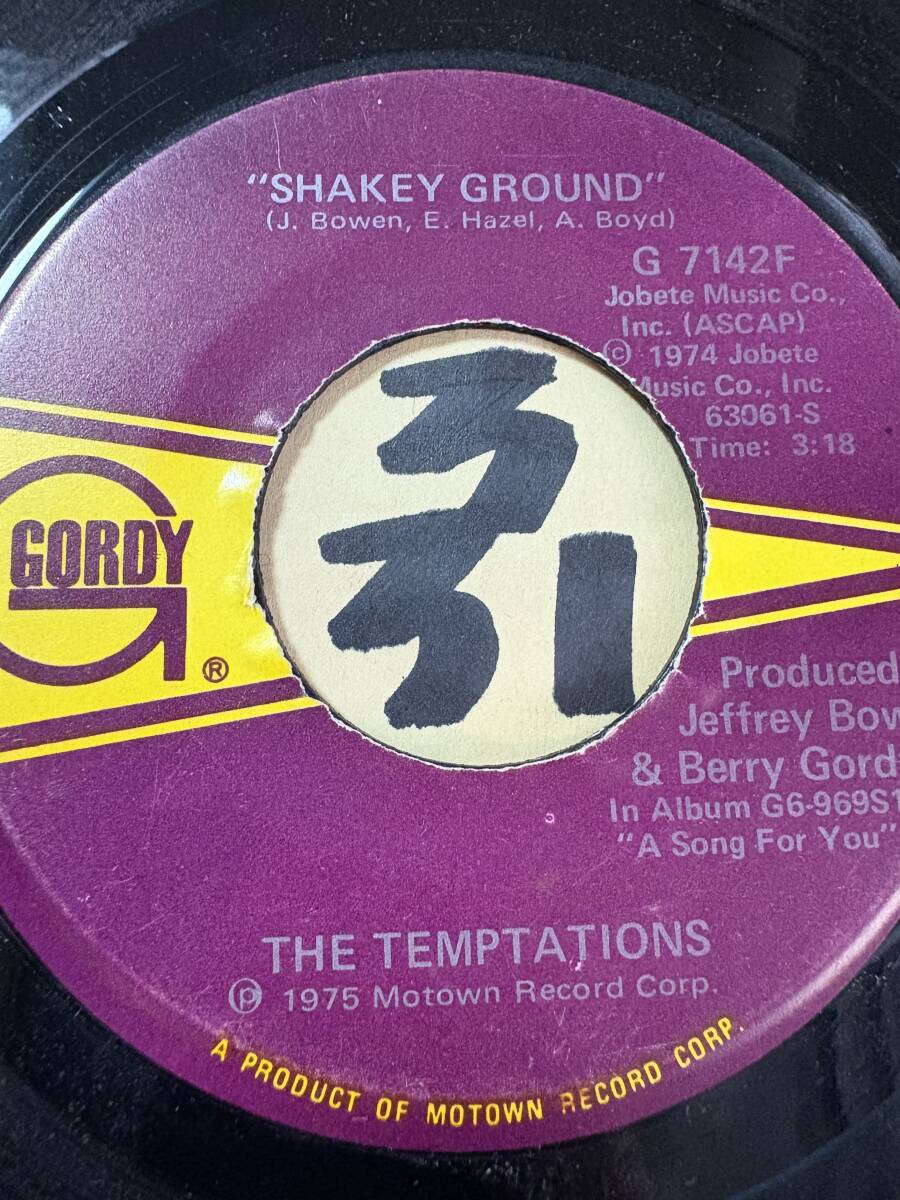 "SHAKEY GROUND"
(J. Bowen, E. Hazel, A. Boyd)
G 7142F
Jobete Music Co.,
Inc. (ASCAP)
© 1974 Jobete
Music Co., Inc.
63061-S
Time: 3:18
GORDY
®
Produced
Jeffrey Bow
& Berry Gord
In Album G6-969S1
"A Song For You"
THE TEMPTATIONS
℗ 1975 Motown Record Corp.
A PRODUCT OF MOTOWN RECORD CORP.